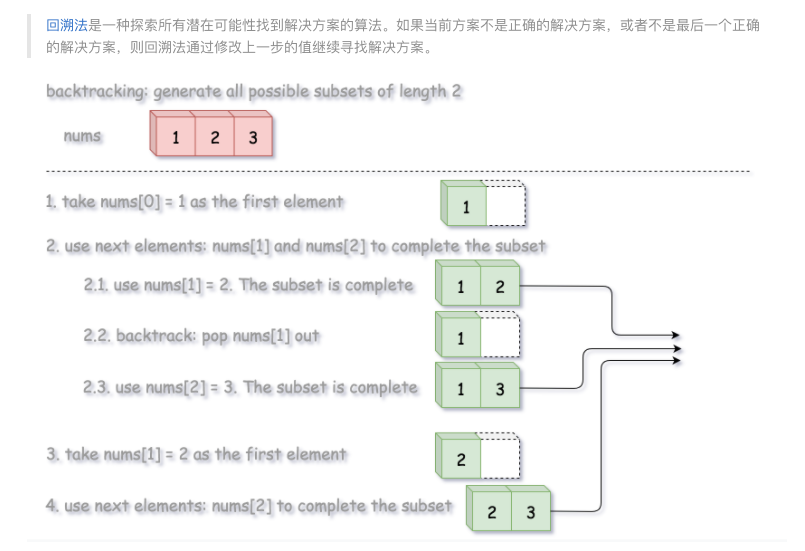 回溯法是一种探索所有潜在可能性找到解决方案的算法。如果当前方案不是正确的解决方案，或者不是最后一个正确
的解决方案，则回溯法通过修改上一步的值继续寻找解决方案。
backtracking: generate all possible subsets of length 2
nums 1 2 3
1. take nums[0] = 1 as the first element 1
2. use next elements: nums[1] and nums[2] to complete the subset
2.1. use nums[1] = 2. The subset is complete 1 2
2.2. backtrack: pop nums[1] out 1
2.3. use nums[2] = 3. The subset is complete 1 3
3. take nums[1] = 2 as the first element 2
4. use next elements: nums[2] to complete the subset 2 3